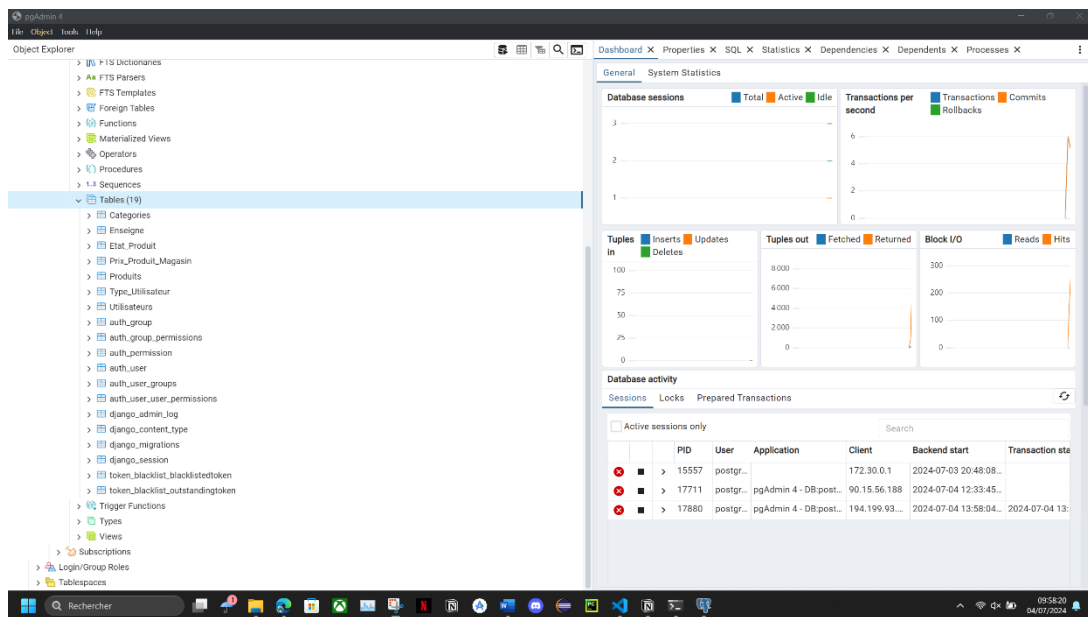 pgAdmin 4
File Object Tools Help
Object Explorer
FTS Dictionaries
FTS Parsers
FTS Templates
Foreign Tables
Functions
Materialized Views
Operators
Procedures
1..3 Sequences
Tables (19)
Categories
Enseigne
Etat_Produit
Prix_Produit_Magasin
Produits
Type_Utilisateur
Utilisateurs
auth_group
auth_group_permissions
auth_permission
auth_user
auth_user_groups
auth_user_user_permissions
django_admin_log
django_content_type
django_migrations
django_session
token_blacklist_blacklistedtoken
token_blacklist_outstandingtoken
Trigger Functions
Types
Views
Subscriptions
Login/Group Roles
Tablespaces
Dashboard Properties SQL Statistics Dependencies Dependents Processes
General System Statistics
Database sessions Total Active Idle
3
2
1
Transactions per second Transactions Commits Rollbacks
6
4
2
0
Tuples in Inserts Updates Deletes
100
75
50
25
0
Tuples out Fetched Returned
8 000
6 000
4 000
2 000
0
Block I/O Reads Hits
300
200
100
0
Database activity
Sessions Locks Prepared Transactions
Active sessions only Search
PID User Application Client Backend start Transaction sta
15557 postgr... 172.30.0.1 2024-07-03 20:48:08...
17711 postgr... pgAdmin 4 - DB:post... 90.15.56.188 2024-07-04 12:33:45...
17880 postgr... pgAdmin 4 - DB:post... 194.199.93.... 2024-07-04 13:58:04... 2024-07-04 13:
Rechercher
09:58:20
04/07/2024